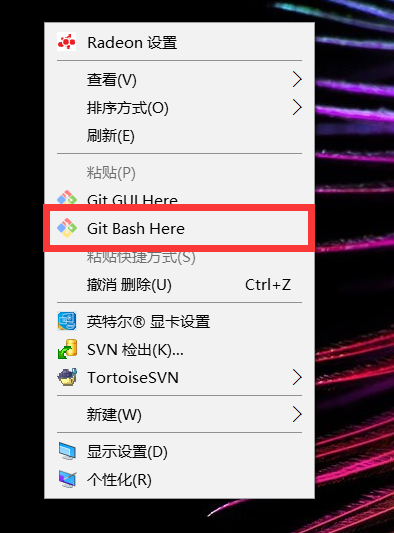 Radeon 设置
查看(V)
排序方式(O)
刷新(E)
粘贴(P)
Git GUI Here
Git Bash Here
粘贴快捷方式(S)
撤消 删除(U) Ctrl+Z
英特尔® 显卡设置
SVN 检出(K)...
TortoiseSVN
新建(W)
显示设置(D)
个性化(R)